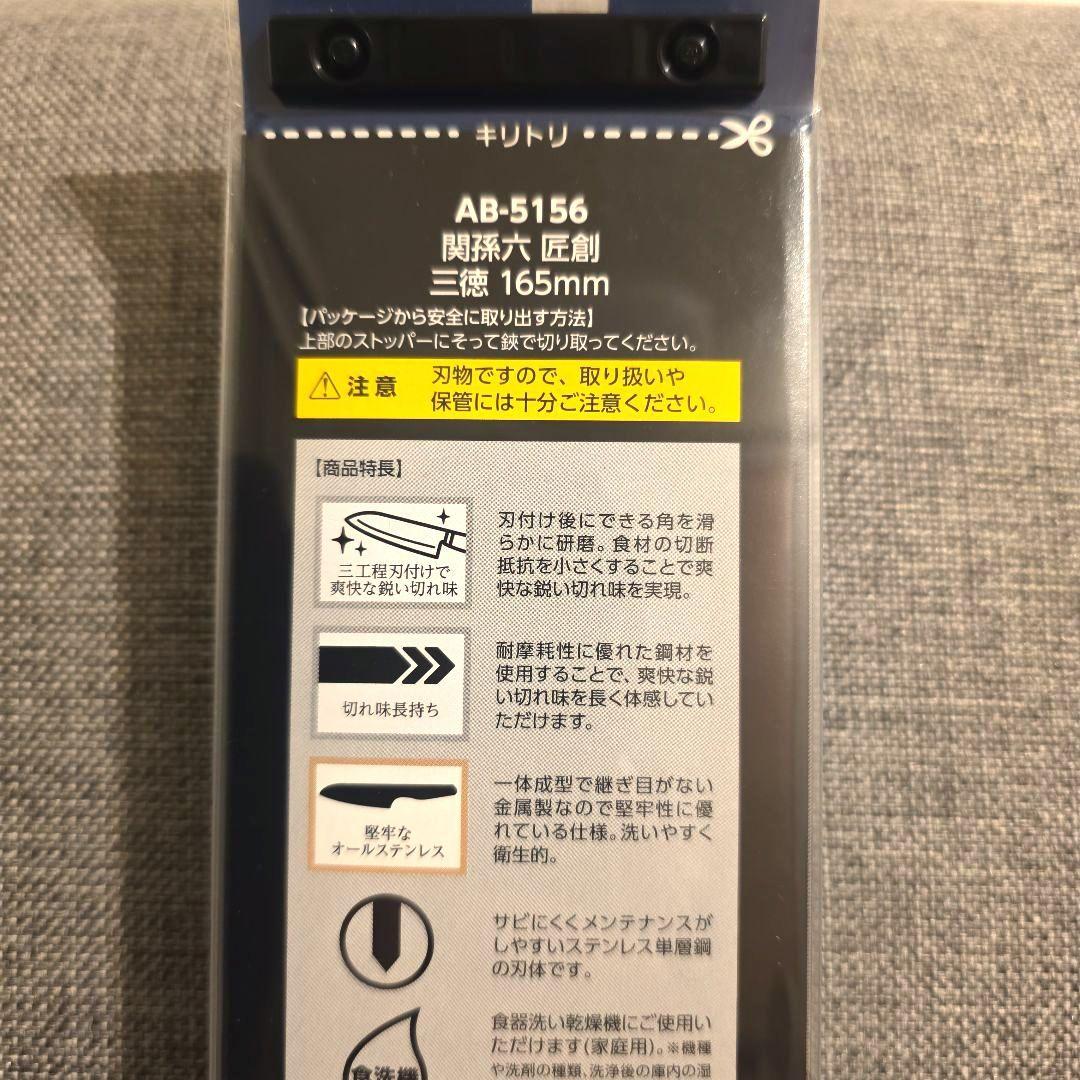 キリトリ
AB-5156
関孫六 匠創
三徳 165mm
【パッケージから安全に取り出す方法】
上部のストッパーにそって鋏で切り取ってください。
注意
刃物ですので、取り扱いや
保管には十分ご注意ください。
【商品特長】
三工程刃付けで
爽快な鋭い切れ味
刃付け後にできる角を滑
らかに研磨。食材の切断
抵抗を小さくすることで爽
快な鋭い切れ味を実現。
切れ味長持ち
耐摩耗性に優れた鋼材を
使用することで、爽快な鋭
い切れ味を長く体感してい
ただけます。
堅牢な
オールステンレス
一体成型で継ぎ目がない
金属製なので堅牢性に優
れている仕様。洗いやすく
衛生的。
サビにくくメンテナンスが
しやすいステンレス単層鋼
の刃体です。
食洗機
食器洗い乾燥機にご使用い
ただけます(家庭用)。※機種
や洗剤の種類、洗浄後の庫内の湿